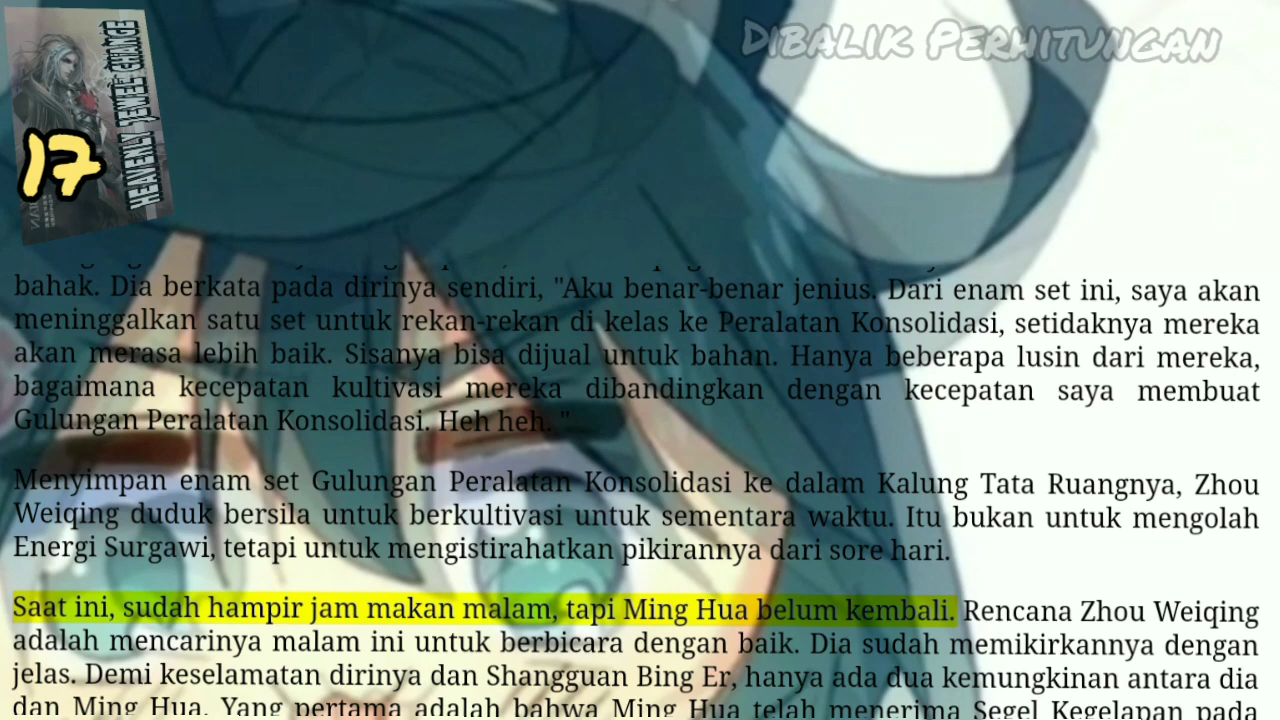 DIBALIK PERHITUNGAN
HEAVENLY JEWEL CHANGE
17
bahak. Dia berkata pada dirinya sendiri, "Aku benar-benar jenius. Dari enam set ini, saya akan
meninggalkan satu set untuk rekan-rekan di kelas ke Peralatan Konsolidasi, setidaknya mereka
akan merasa lebih baik. Sisanya bisa dijual untuk bahan. Hanya beberapa lusin dari mereka,
bagaimana kecepatan kultivasi mereka dibandingkan dengan kecepatan saya membuat
Gulungan Peralatan Konsolidasi. Heh heh. "
Menyimpan enam set Gulungan Peralatan Konsolidasi ke dalam Kalung Tata Ruangnya, Zhou
Weiqing duduk bersila untuk berkultivasi untuk sementara waktu. Itu bukan untuk mengolah
Energi Surgawi, tetapi untuk mengistirahatkan pikirannya dari sore hari.
Saat ini, sudah hampir jam makan malam, tapi Ming Hua belum kembali. Rencana Zhou Weiqing
adalah mencarinya malam ini untuk berbicara dengan baik. Dia sudah memikirkannya dengan
jelas. Demi keselamatan dirinya dan Shangguan Bing Er, hanya ada dua kemungkinan antara dia
dan Ming Hua. Yang pertama adalah bahwa Ming Hua telah menerima Segel Kegelapan pada